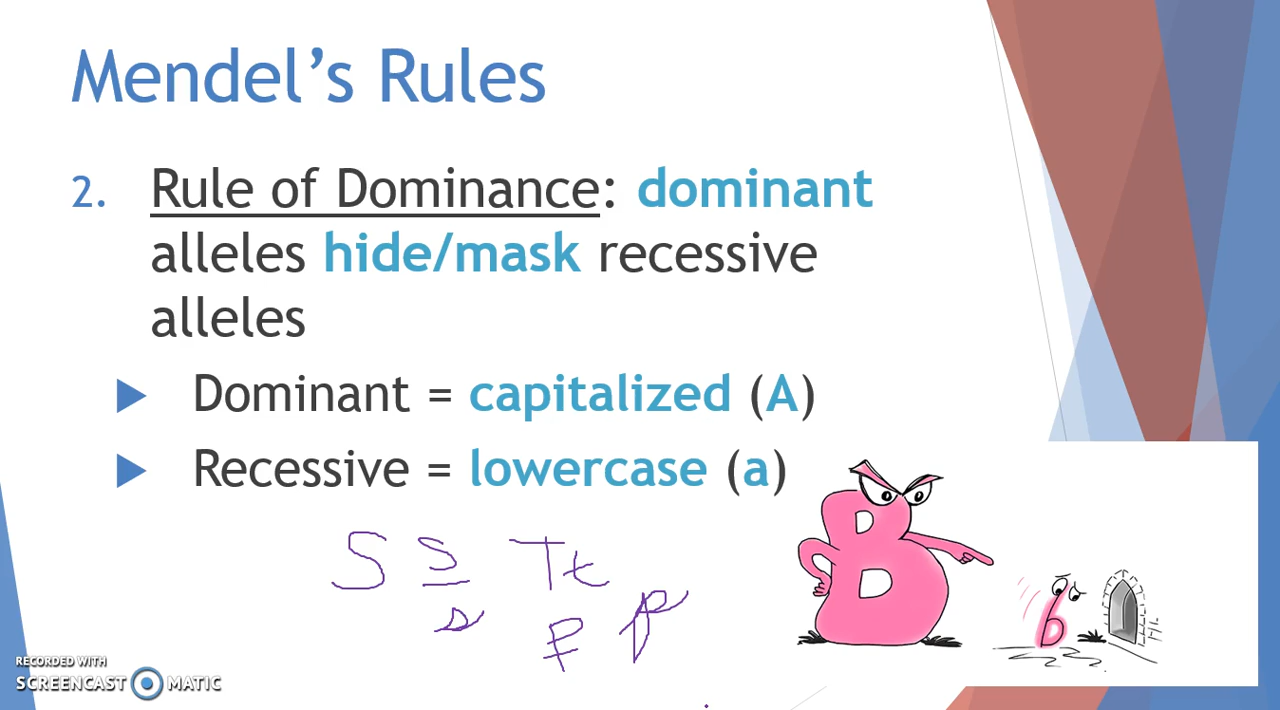 Mendel's Rules
2. Rule of Dominance: dominant
alleles hide/mask recessive
alleles
Dominant = capitalized (A)
Recessive = lowercase (a)
S s Tt
s P p
B b
RECORDED WITH
SCREENCAST MATIC